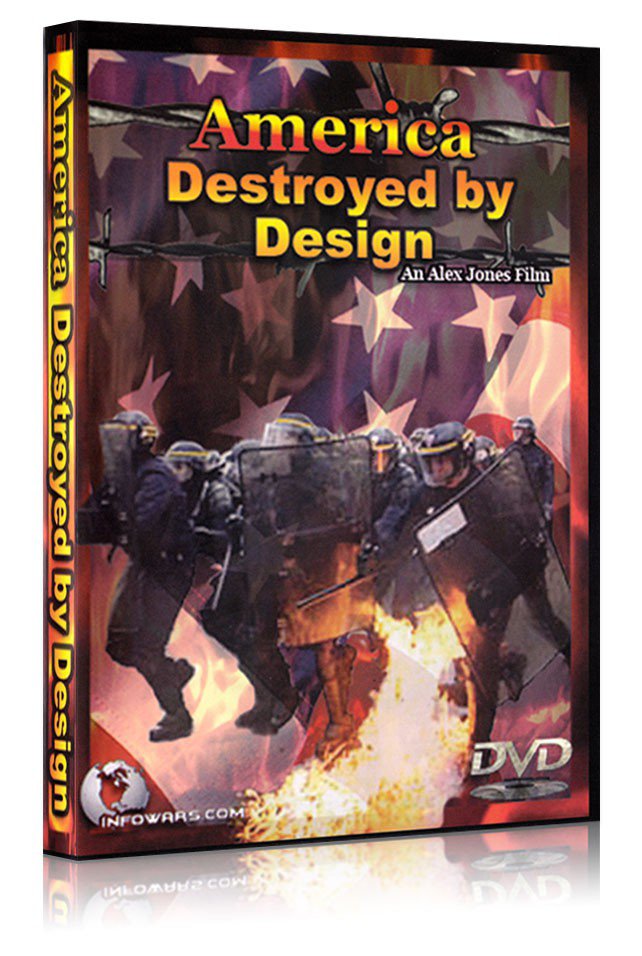 America Destroyed by Design
America
Destroyed by
Design
An Alex Jones Film
DVD
INFOWARS.COM